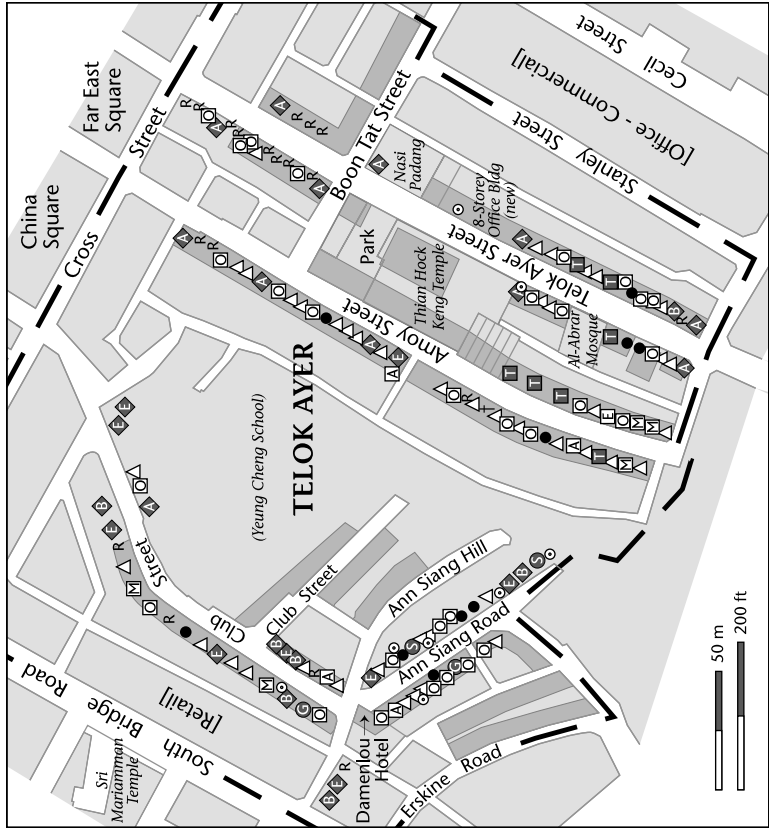 Far East
Square
China
Square
Cross
Street
Boon Tat Street
Cecil
Street
[Office - Commercial]
Stanley
Street
Nasi
Padang
8-Storey
Office Bldg
(new)
Telok Ayer Street
Park
Thian Hock
Keng Temple
Al-Abrar
Mosque
Amoy Street
TELOK AYER
(Yeung Cheng School)
Club
Street
Club Street
Ann Siang Hill
Ann Siang Road
[Retail]
South
Bridge
Road
Sri
Mariamman
Temple
Damenlou →
Hotel
Erskine Road
50 m
200 ft